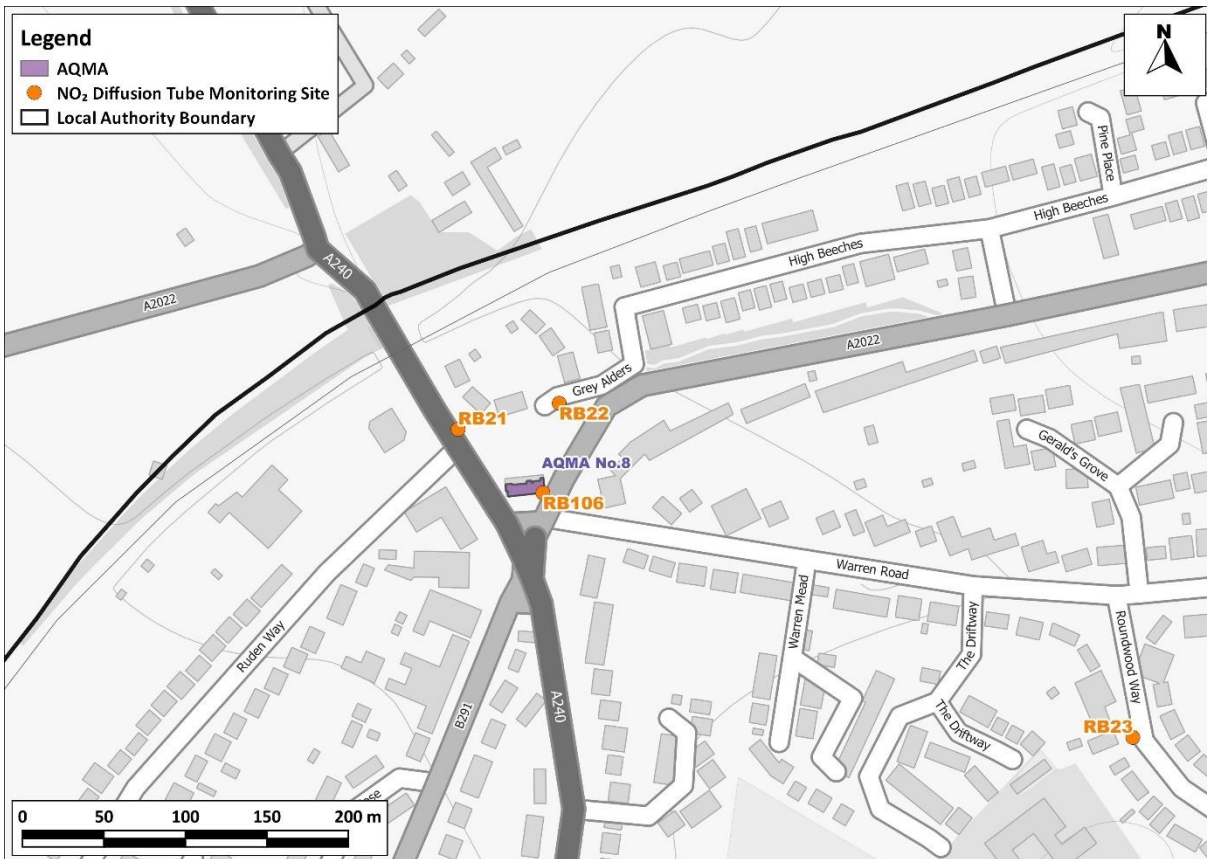 Legend
AQMA
NO₂ Diffusion Tube Monitoring Site
Local Authority Boundary
N
Pine Place
High Beeches
High Beeches
A240
A2022
A2022
Grey Alders
RB22
RB21
Gerald's Grove
AQMA No.8
RB106
Warren Road
Warren Mead
The Driftway
Roundwood Way
Ruden Way
B291
A240
The Driftway
RB23
0 50 100 150 200 m